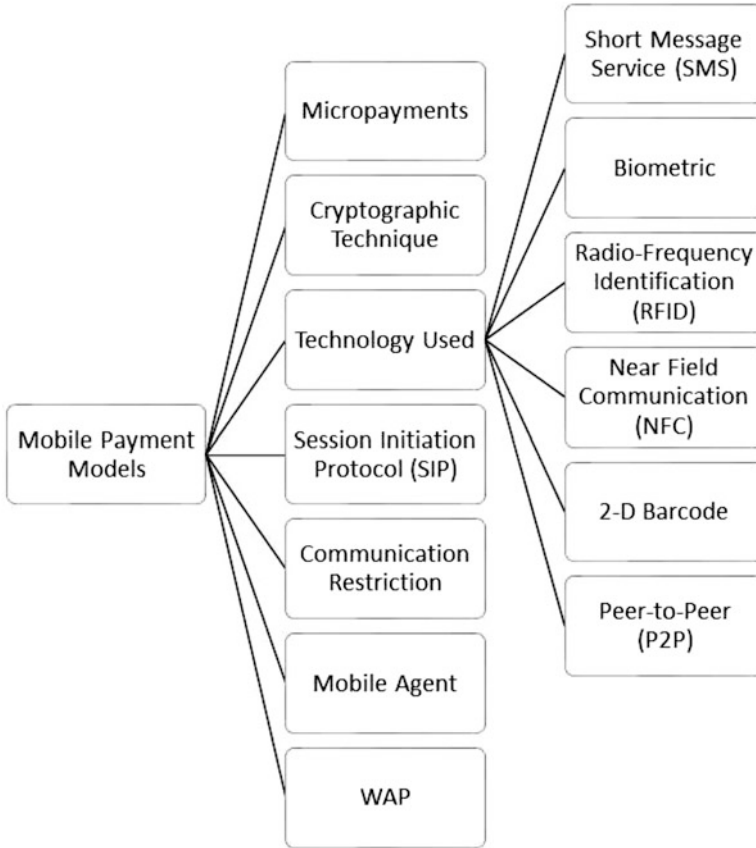 Mobile Payment
Models
Micropayments
Cryptographic
Technique
Technology Used
Session Initiation
Protocol (SIP)
Communication
Restriction
Mobile Agent
WAP
Short Message
Service (SMS)
Biometric
Radio-Frequency
Identification
(RFID)
Near Field
Communication
(NFC)
2-D Barcode
Peer-to-Peer
(P2P)